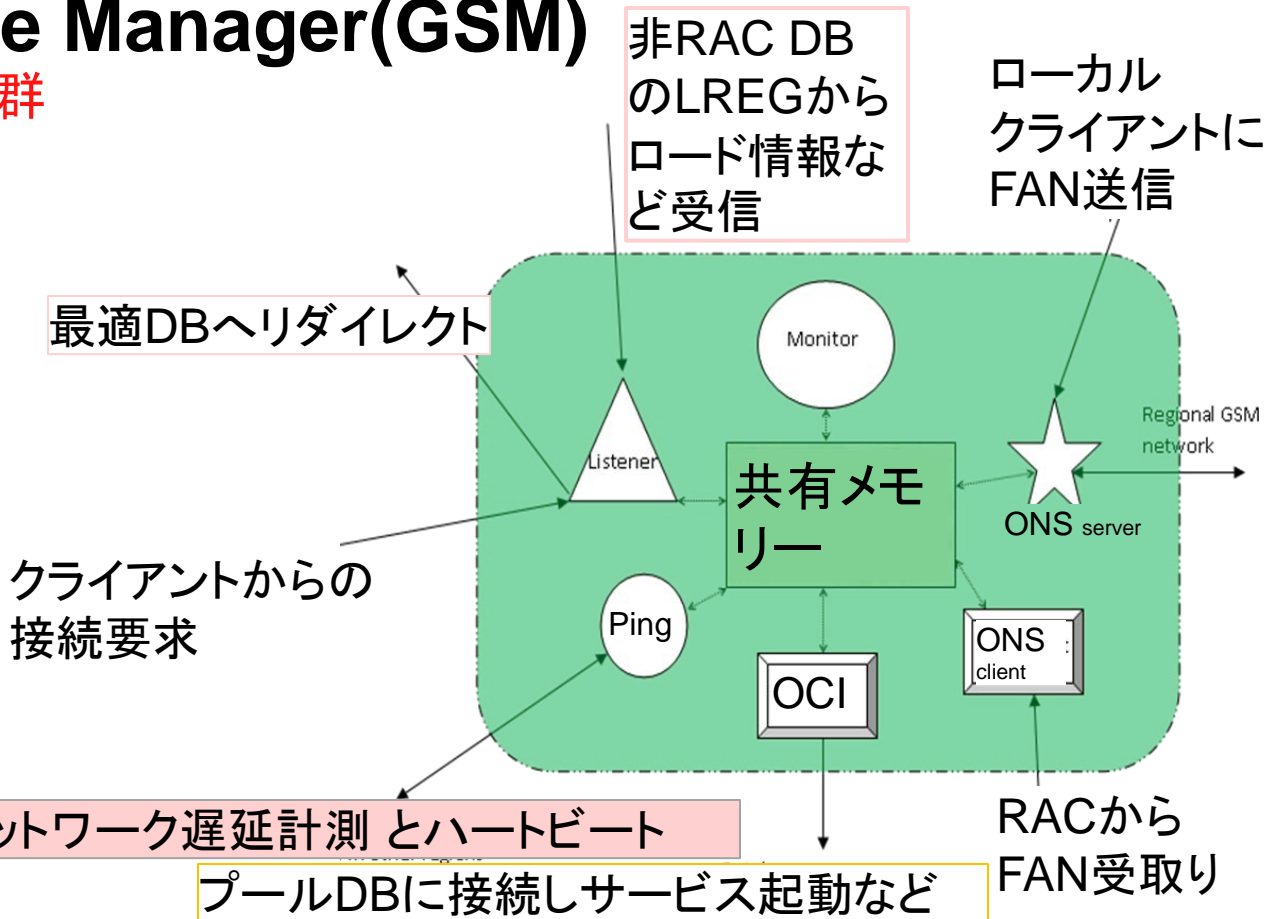 e Manager(GSM)
群
非RAC DB
のLREGから
ロード情報な
ど受信
ローカル
クライアントに
FAN送信
最適DBへリダイレクト
Monitor
Listener
共有メモ
リー
Regional GSM
network
ONS server
クライアントからの
接続要求
Ping
OCI
ONS :
client
ットワーク遅延計測 とハートビート
プールDBに接続しサービス起動など
RACから
FAN受取り